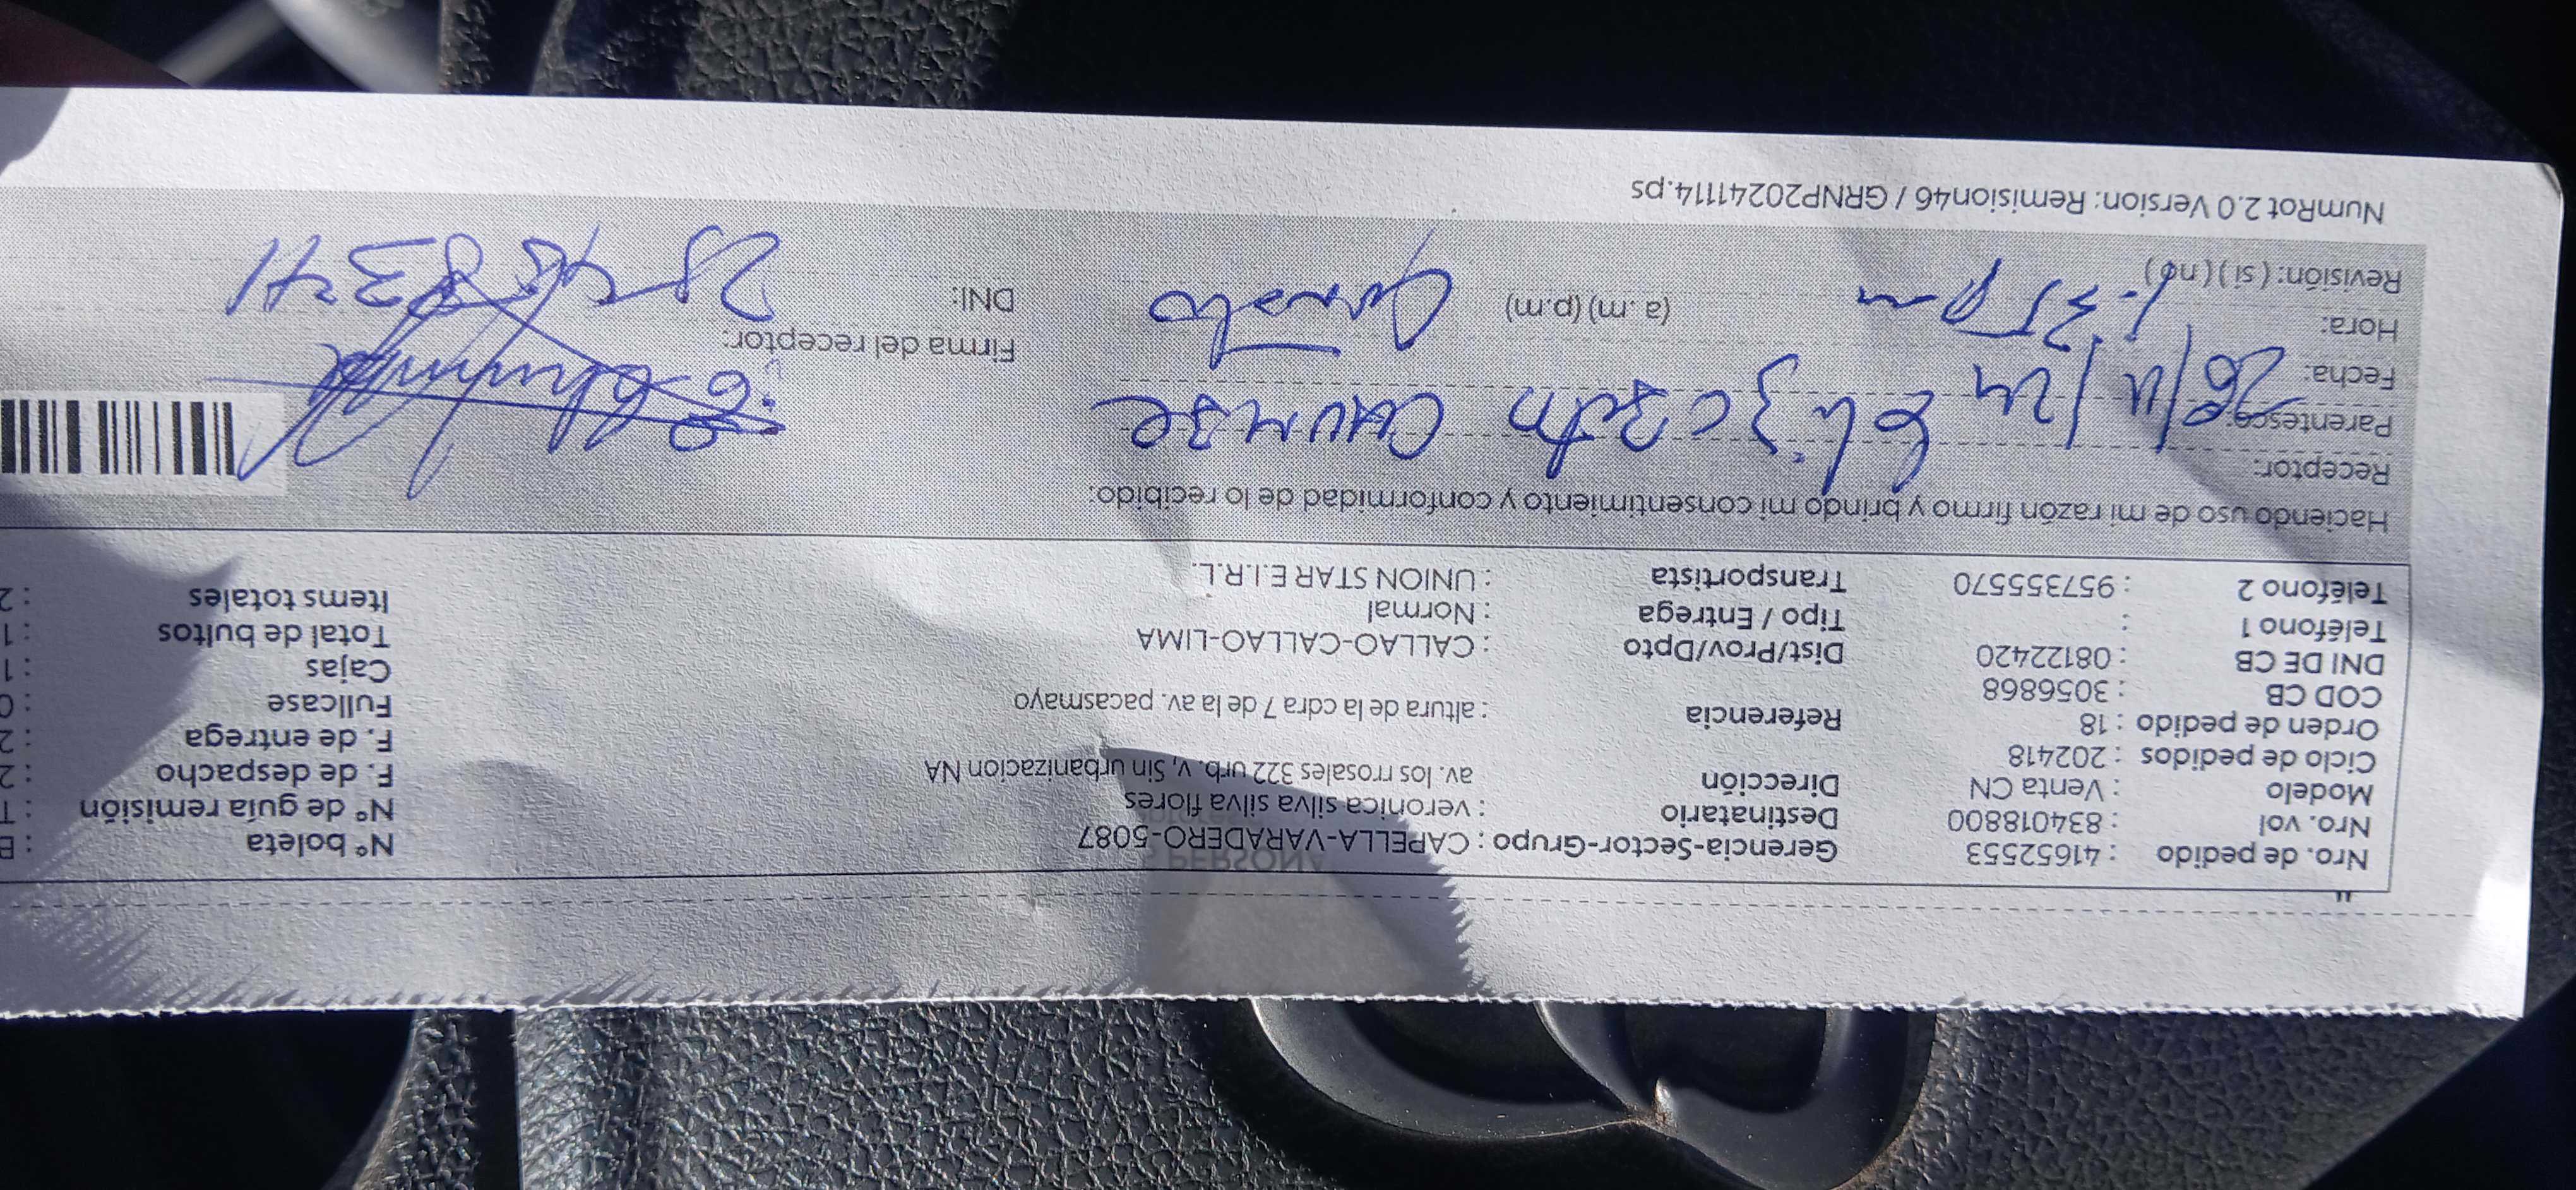 Nro. de pedido : 41652553 Gerencia-Sector-Grupo : CAPELLA-VARADERO-5087 N° boleta :
Nro. vol : 834018800 Destinatario : veronica silva silva flores N° de guía remisión : T
Modelo : Venta CN Dirección av. los rrosales 322 urb. v, Sin urbanizacion NA F. de despacho : 2
Ciclo de pedidos : 202418 F. de entrega : 2
Orden de pedido : 18 Referencia : altura de la cdra 7 de la av. pacasmayo Fullcase : 0
COD CB : 3056868 Cajas : 1
DNI DE CB : 08122420 Dist/Prov/Dpto : CALLAO-CALLAO-LIMA Total de bultos : 1
Teléfono 1 : Tipo / Entrega : Normal Items totales : 2
Teléfono 2 : 957355570 Transportista : UNION STAR E.I.R.L.
Haciendo uso de mi razón firmo y brindo mi consentimiento y conformidad de lo recibido:
Receptor:
Parentesco:
Fecha: 26/11/24
Hora: (a.m) (p.m) Firma del receptor:
Revisión: ( si ) ( no ) DNI:
NumRot 2.0 Version: Remision46 / GRNP20241114.ps